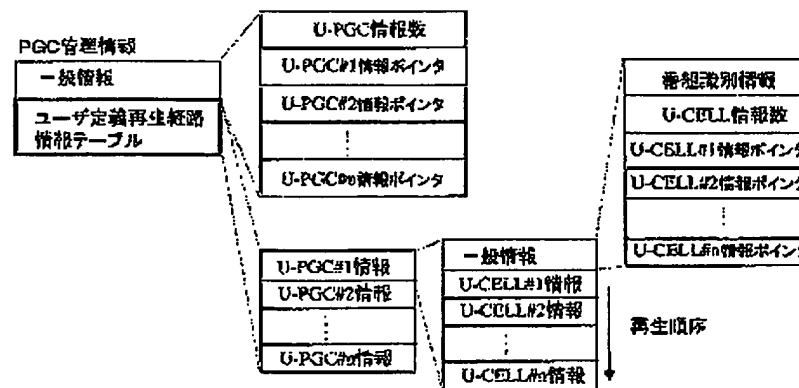 PGC管理情報
一般情報
ユーザ定義再生経路
情報テーブル
U-PGC情報数
U-PGC#1情報ポインタ
U-PGC#2情報ポインタ
⋮
U-PGC#n情報ポインタ
U-PGC#1情報
U-PGC#2情報
⋮
U-PGC#n情報
一般情報
U-CELL#1情報
U-CELL#2情報
⋮
U-CELL#n情報
番組識別情報
U-CELL情報数
U-CELL#1情報ポインタ
U-CELL#2情報ポインタ
⋮
U-CELL#n情報ポインタ
再生順序